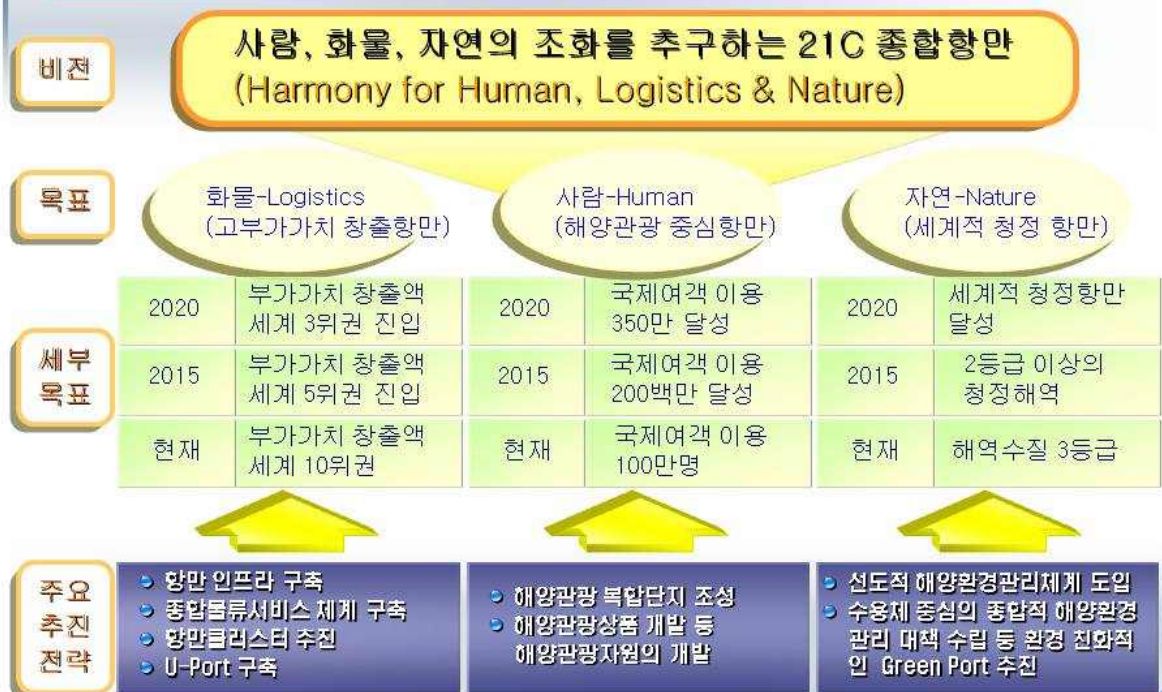 비전
사람, 화물, 자연의 조화를 추구하는 21C 종합항만
(Harmony for Human, Logistics & Nature)
목표
화물-Logistics
(고부가가치 창출항만)
사람-Human
(해양관광 중심항만)
자연-Nature
(세계적 청정 항만)
세부
목표
2020
부가가치 창출액
세계 3위권 진입
2020
국제여객 이용
350만 달성
2020
세계적 청정항만
달성
2015
부가가치 창출액
세계 5위권 진입
2015
국제여객 이용
200백만 달성
2015
2등급 이상의
청정해역
현재
부가가치 창출액
세계 10위권
현재
국제여객 이용
100만명
현재
해역수질 3등급
주요
추진
전략
항만 인프라 구축
종합물류서비스 체계 구축
항만클러스터 추진
U-Port 구축
해양관광 복합단지 조성
해양관광상품 개발 등
해양관광자원의 개발
선도적 해양환경관리체계 도입
수용체 중심의 종합적 해양환경
관리 대책 수립 등 환경 친화적
인 Green Port 추진